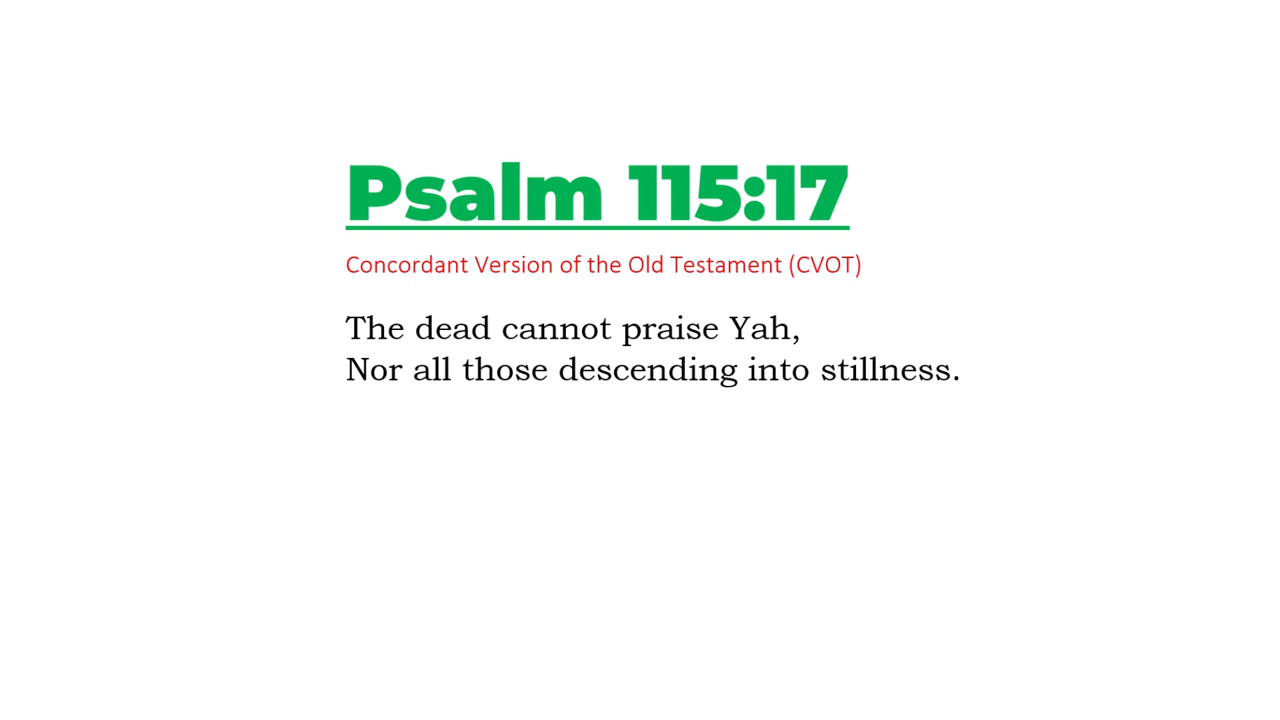 Psalm 115:17
Concordant Version of the Old Testament (CVOT)
The dead cannot praise Yah,
Nor all those descending into stillness.